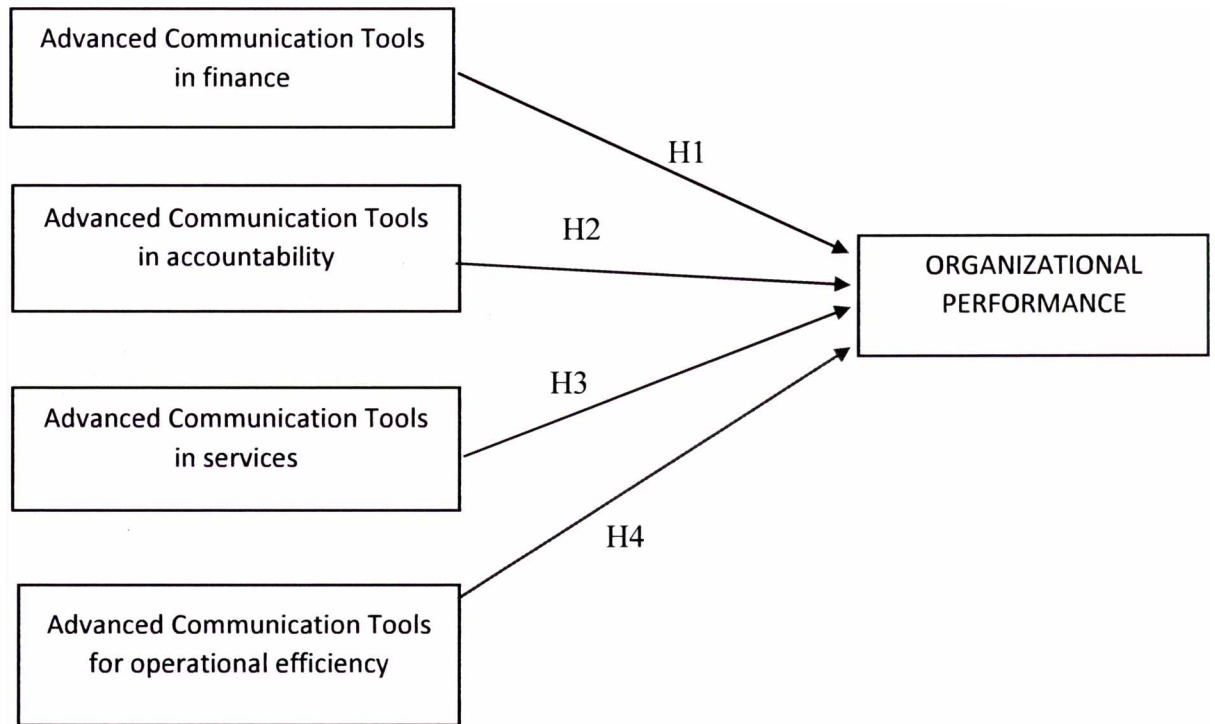 Advanced Communication Tools
in finance
H1
Advanced Communication Tools
in accountability
H2
ORGANIZATIONAL
PERFORMANCE
Advanced Communication Tools
in services
H3
H4
Advanced Communication Tools
for operational efficiency